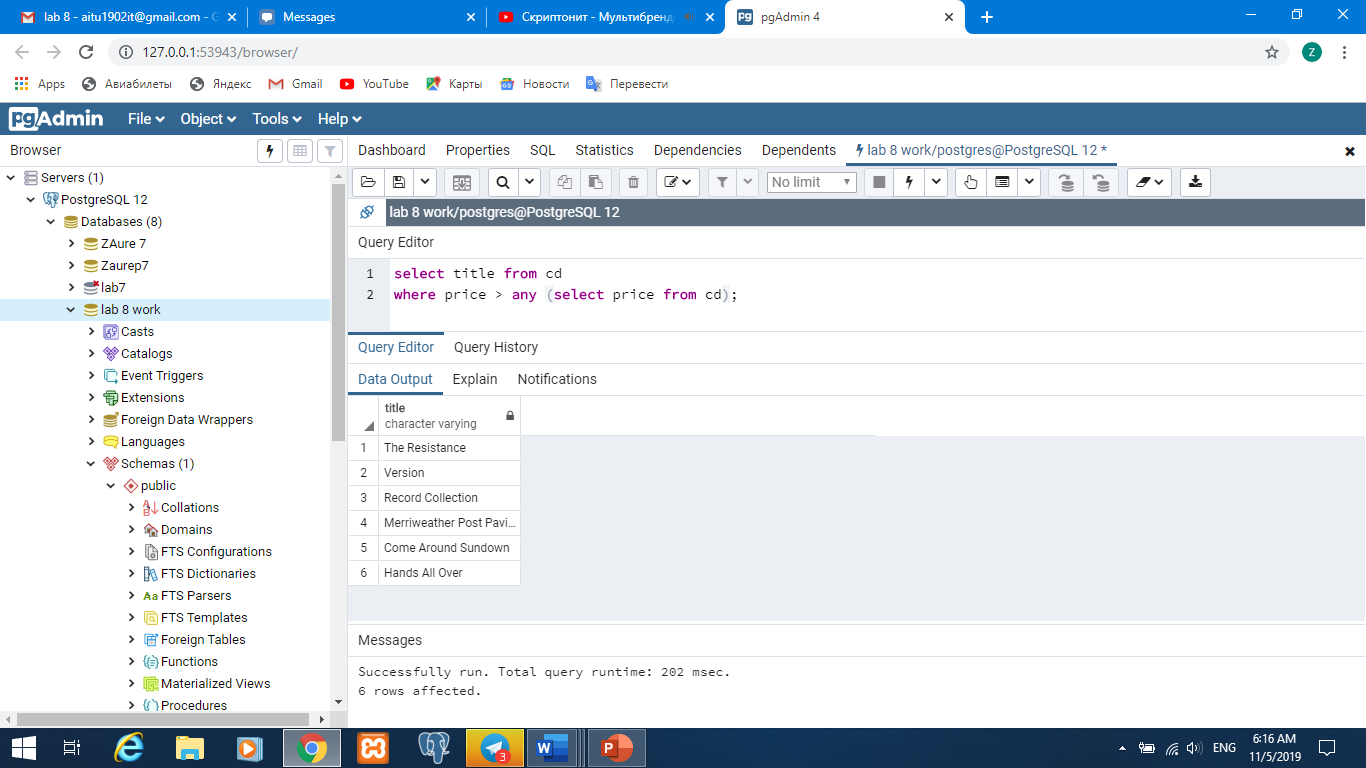 lab 8 - aitu1902it@gmail.com - G
Messages
Скриптонит - Мультибренд
pgAdmin 4
127.0.0.1:53943/browser/
Z
Apps Авиабилеты Яндекс Gmail YouTube Карты Новости Перевести
pgAdmin File Object Tools Help
Browser
Dashboard Properties SQL Statistics Dependencies Dependents lab 8 work/postgres@PostgreSQL 12 *
Servers (1)
PostgreSQL 12
Databases (8)
ZAure 7
Zaurep7
lab7
lab 8 work
Casts
Catalogs
Event Triggers
Extensions
Foreign Data Wrappers
Languages
Schemas (1)
public
Collations
Domains
FTS Configurations
FTS Dictionaries
Aa FTS Parsers
FTS Templates
Foreign Tables
Functions
Materialized Views
Procedures
No limit
lab 8 work/postgres@PostgreSQL 12
Query Editor
1 select title from cd
2 where price > any (select price from cd);
Query Editor Query History
Data Output Explain Notifications
title
character varying
1 The Resistance
2 Version
3 Record Collection
4 Merriweather Post Pavi...
5 Come Around Sundown
6 Hands All Over
Messages
Successfully run. Total query runtime: 202 msec.
6 rows affected.
3
ENG
6:16 AM
11/5/2019